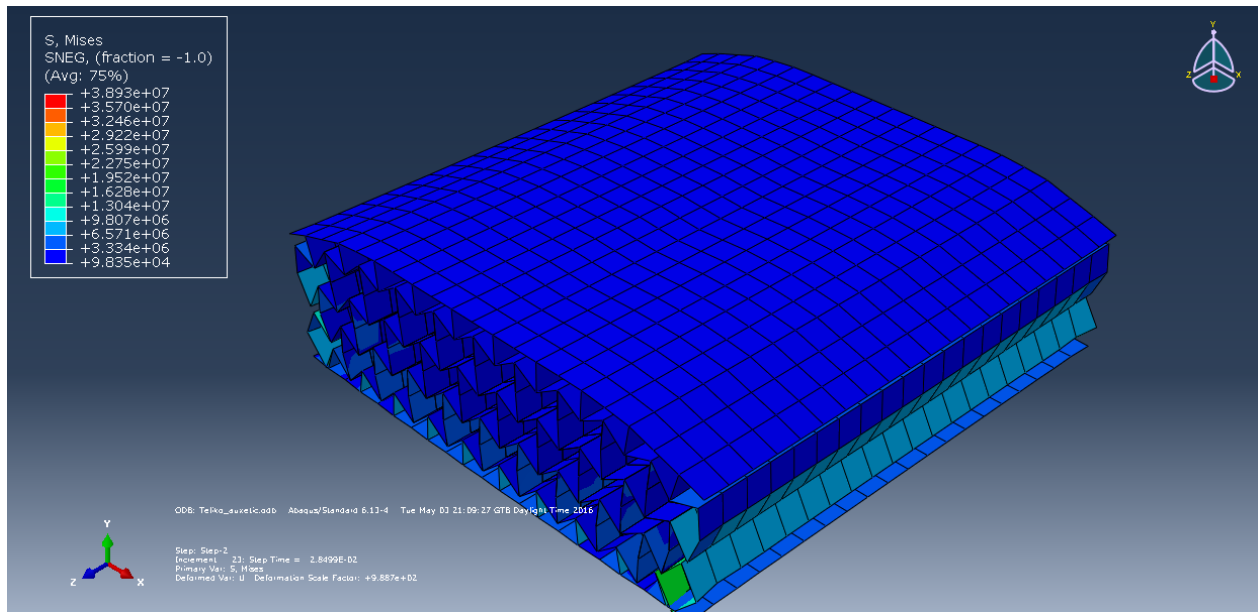 S, Mises
SNEG, (fraction = -1.0)
(Avg: 75%)
+3.893e+07
+3.570e+07
+3.246e+07
+2.922e+07
+2.599e+07
+2.275e+07
+1.952e+07
+1.628e+07
+1.304e+07
+9.807e+06
+6.571e+06
+3.334e+06
+9.835e+04
Y
Z X
ODB: Teliko_auxetic.odb Abaqus/Standard 6.13-4 Tue May 03 21:09:27 GTB Daylight Time 2016
Step: Step-2
Increment 23: Step Time = 2.8499E-02
Primary Var: S, Mises
Deformed Var: U Deformation Scale Factor: +9.887e+02
Y
Z X